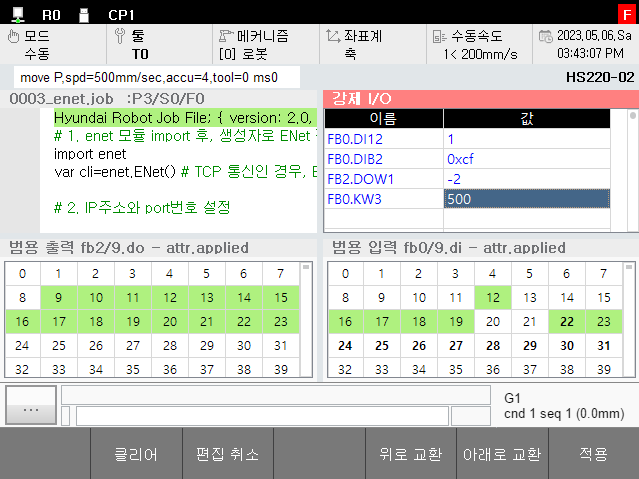 R0 CP1 F
모드
수동
툴
T0
메커니즘
[0] 로봇
좌표계
축
수동속도
1< 200mm/s
2023,05,06,Sa
03:43:07 PM
move P,spd=500mm/sec,accu=4,tool=0 ms0
HS220-02
0003_enet.job :P3/S0/F0
Hyundai Robot Job File; { version: 2,0,
# 1, enet 모듈 import 후, 생성자로 ENet
import enet
var cli=enet,ENet() # TCP 통신인 경우,
# 2, IP주소와 port번호 설정
강제 I/O
이름 값
FB0.DI12 1
FB0.DIB2 0xcf
FB2.DOW1 -2
FB0.KW3 500
범용 출력 fb2/9.do - attr.applied
0 1 2 3 4 5 6 7
8 9 10 11 12 13 14 15
16 17 18 19 20 21 22 23
24 25 26 27 28 29 30 31
32 33 34 35 36 37 38 39
범용 입력 fb0/9.di - attr.applied
0 1 2 3 4 5 6 7
8 9 10 11 12 13 14 15
16 17 18 19 20 21 22 23
24 25 26 27 28 29 30 31
32 33 34 35 36 37 38 39
...
G1
cnd 1 seq 1 (0.0mm)
클리어 편집 취소 위로 교환 아래로 교환 적용